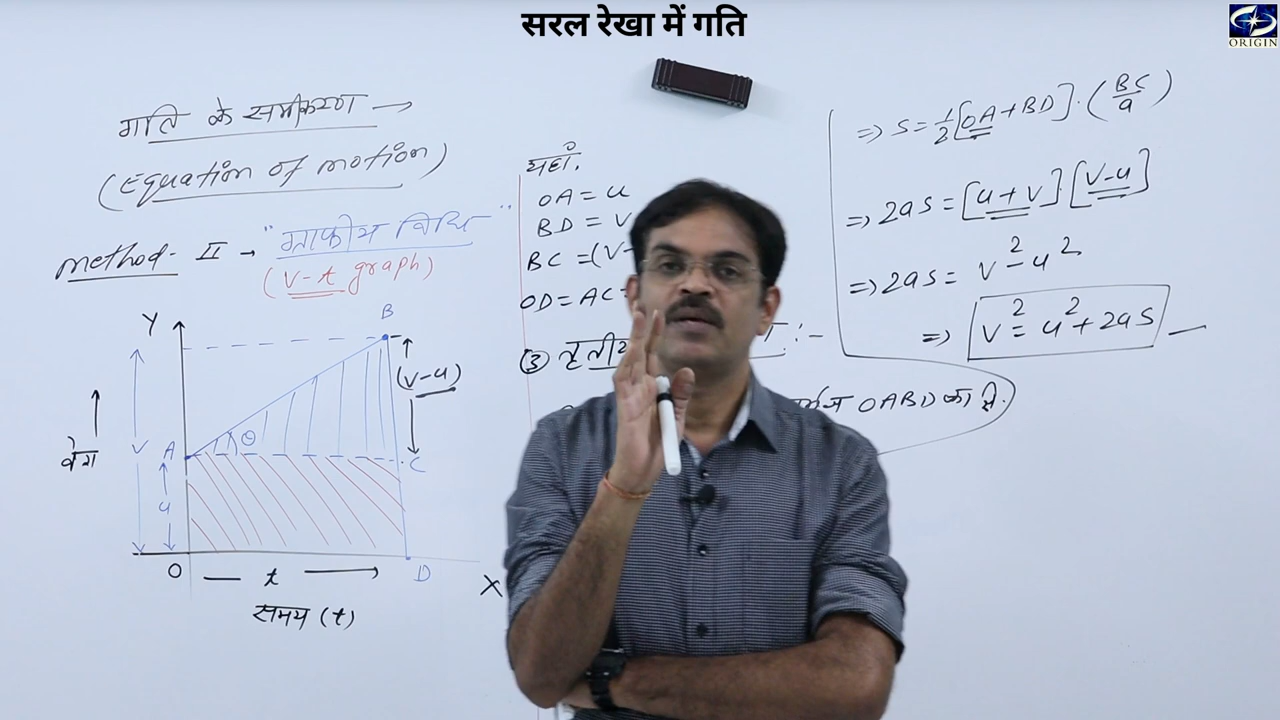 सरल रेखा में गति
ORIGIN
गति के समीकरण →
(Equation of motion)
method- II → "ग्राफीय विधि"
(v-t graph)
Y
B
(v-u)
वेग
v
A
θ
C
u
O
t
D
X
समय (t)
यहाँ,
OA = u
BD = v
BC = (v-
OD = AC =
③ तृतीय
OABD का क्षे.
⇒ s = 1/2 [OA + BD] . (BC/a)
⇒ 2as = [u + v] [v-u]
⇒ 2as = v² - u²
⇒ v² = u² + 2as